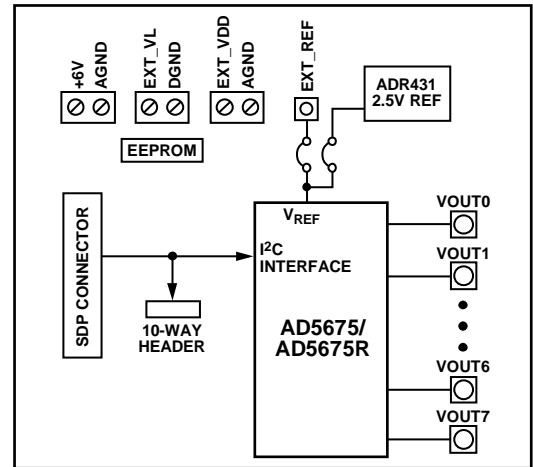 +6V
AGND
EXT_VL
DGND
EXT_VDD
AGND
EXT_REF
ADR431
2.5V REF
EEPROM
VREF
I2C
INTERFACE
SDP CONNECTOR
10-WAY
HEADER
AD5675/
AD5675R
VOUT0
VOUT1
VOUT6
VOUT7